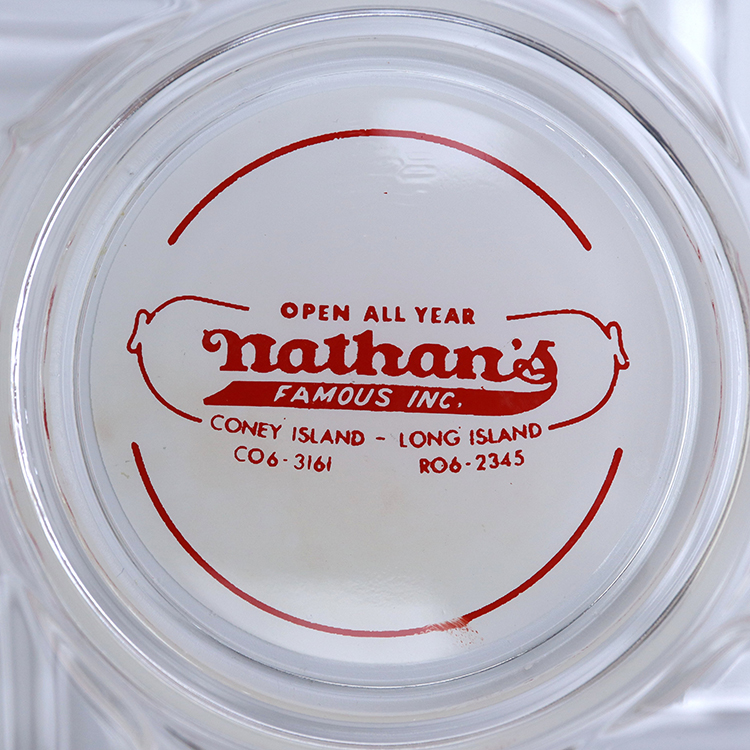 OPEN ALL YEAR
nathan's
FAMOUS INC.
CONEY ISLAND - LONG ISLAND
CO6-3161 RO6-2345